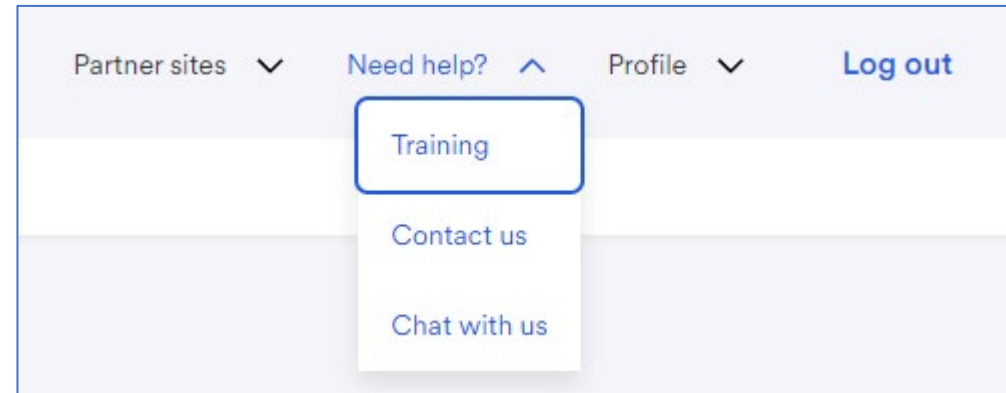 Partner sites Need help? Profile Log out
Training
Contact us
Chat with us